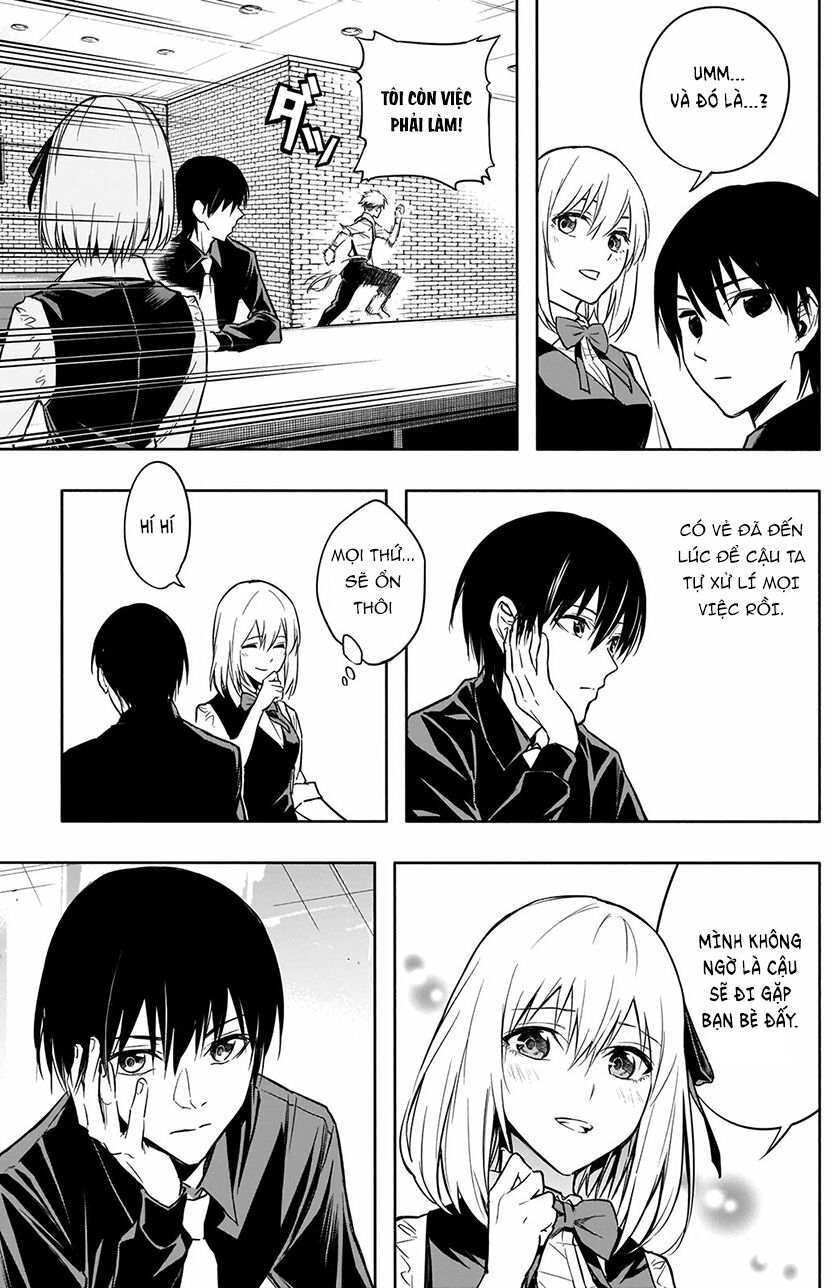 UMM...
VÀ ĐÓ LÀ...?
TÔI CÒN VIỆC
PHẢI LÀM!
ダッ
CÓ VẺ ĐÃ ĐẾN
LÚC ĐỂ CẬU TA
TỰ XỬ LÍ MỌI
VIỆC RỒI.
MỌI THỨ...
SẼ ỔN
THÔI
HÍ HÍ
MÌNH KHÔNG
NGỜ LÀ CẬU
SẼ ĐI GẶP
BẠN BÈ ĐẤY.